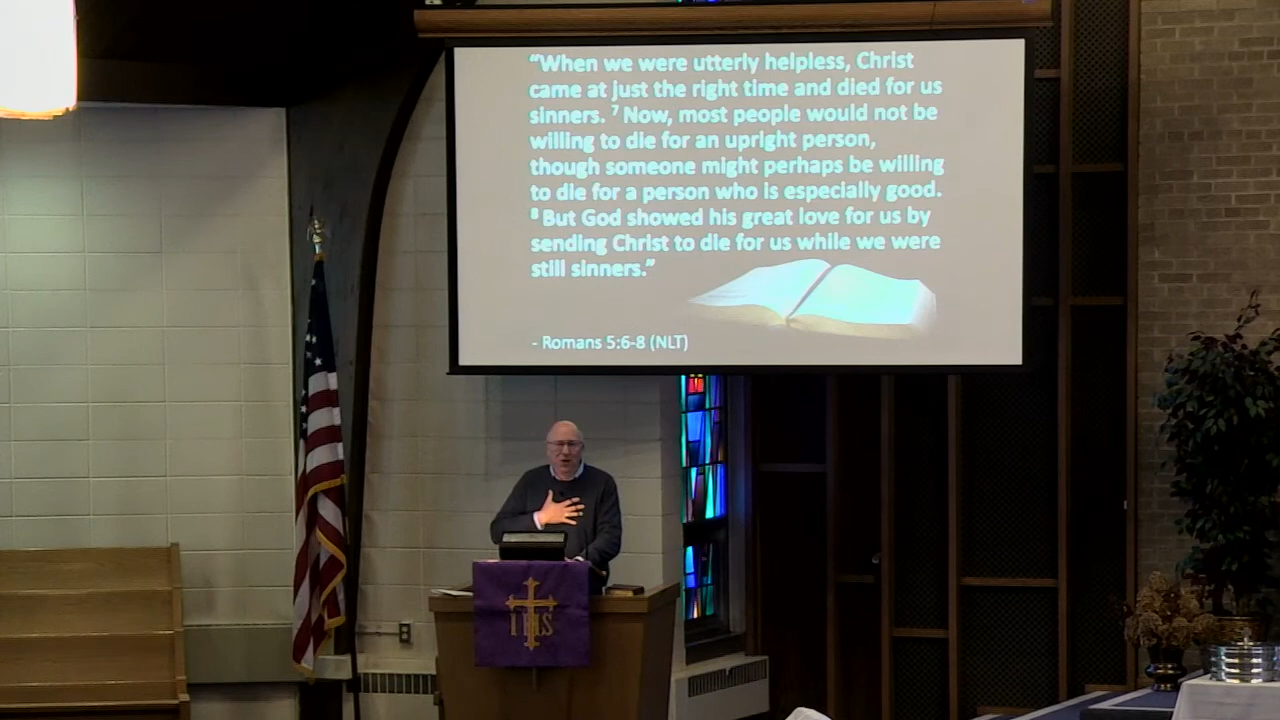 “When we were utterly helpless, Christ
came at just the right time and died for us
sinners. ⁷ Now, most people would not be
willing to die for an upright person,
though someone might perhaps be willing
to die for a person who is especially good.
⁸ But God showed his great love for us by
sending Christ to die for us while we were
still sinners.”
- Romans 5:6-8 (NLT)
IHS